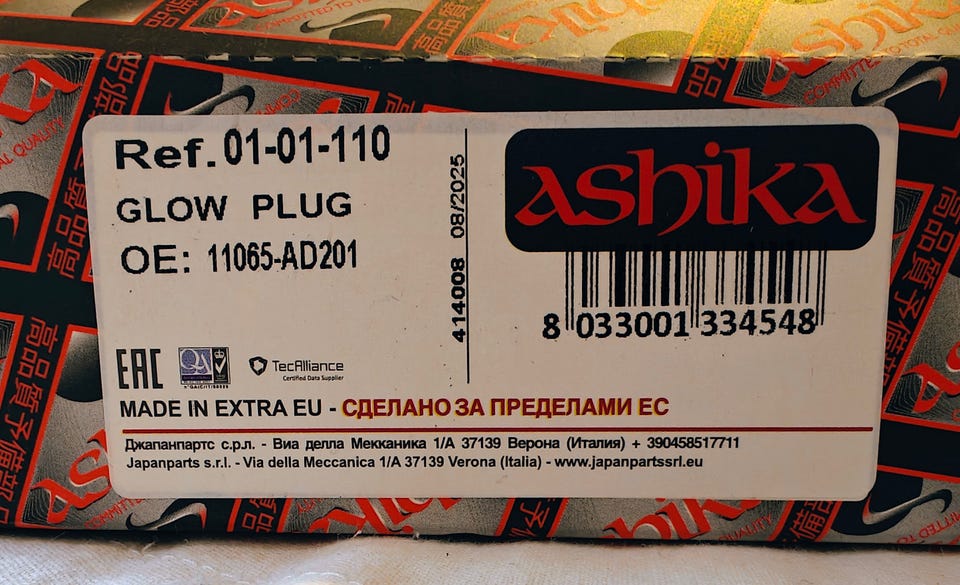 Ref. 01-01-110
GLOW PLUG
OE: 11065-AD201
414008 08/2025
ashika
8 033001 334548
EAC
QA
TecAlliance
Certified Data Supplier
MADE IN EXTRA EU - СДЕЛАНО ЗА ПРЕДЕЛАМИ ЕС
Джапанпартс с.р.л. - Виа делла Мекканика 1/А 37139 Верона (Италия) + 390458517711
Japanparts s.r.l. - Via della Meccanica 1/A 37139 Verona (Italia) - www.japanpartssrl.eu